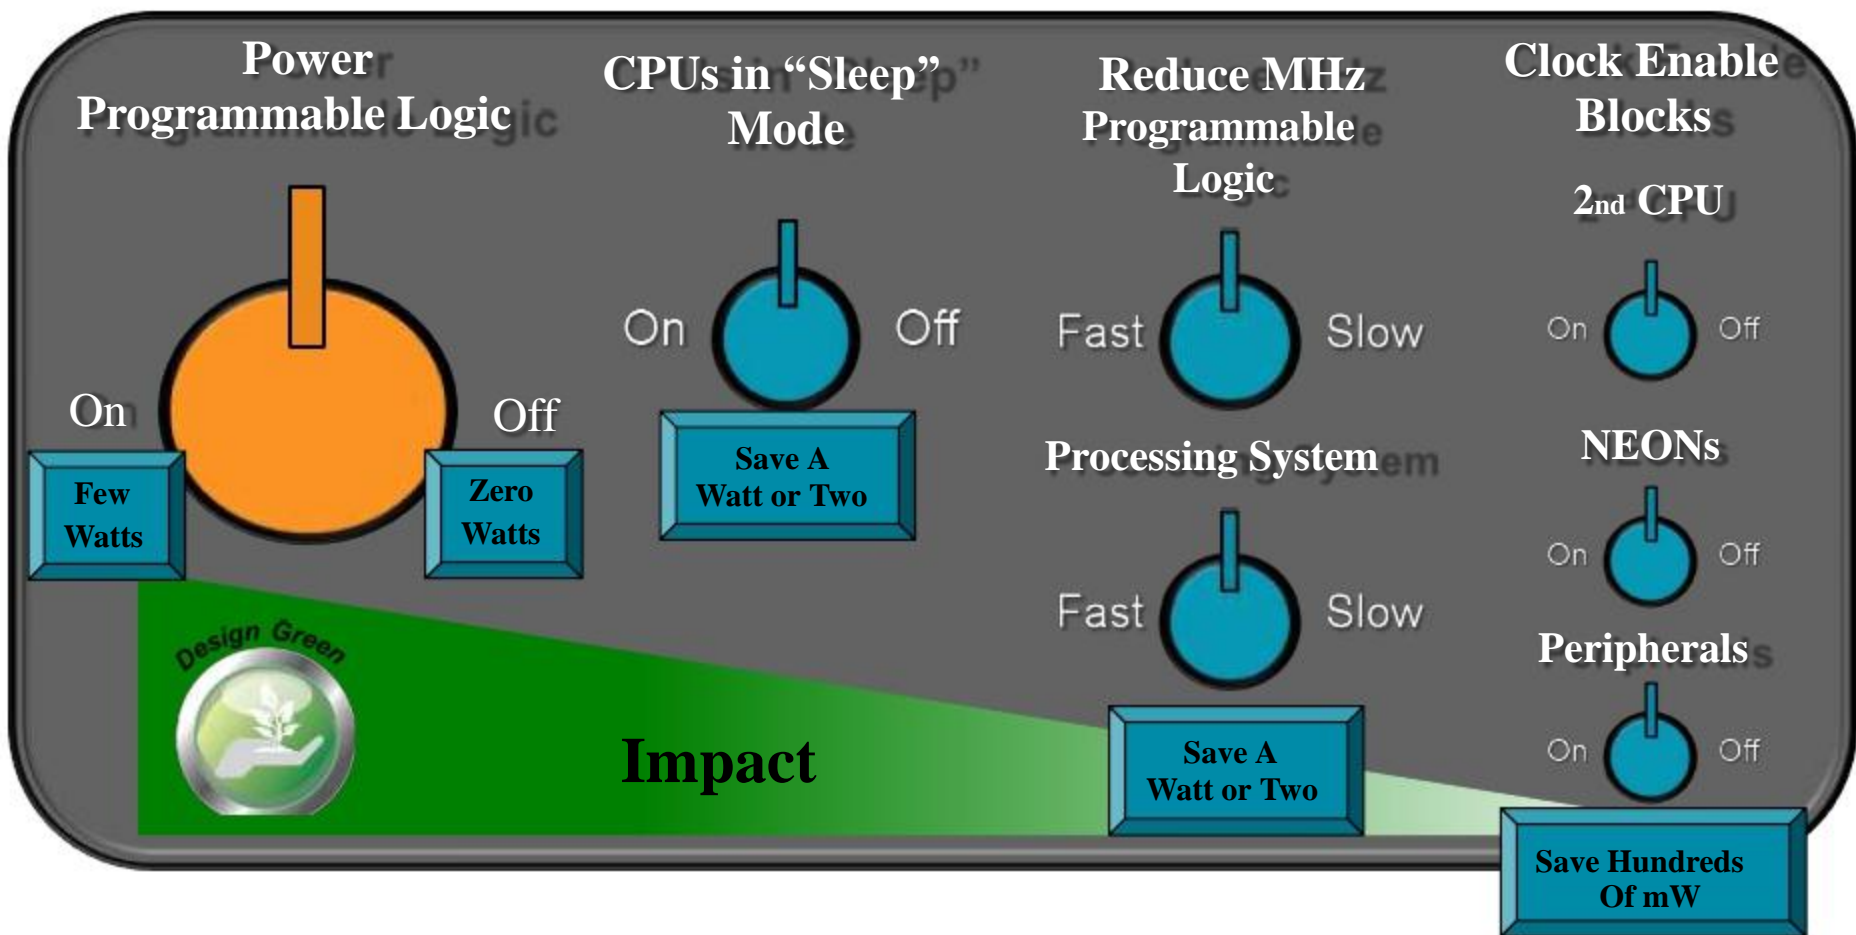 Power
Programmable Logic
On
Off
Few
Watts
Zero
Watts
CPUs in “Sleep”
Mode
On
Off
Save A
Watt or Two
Reduce MHz
Programmable
Logic
Fast
Slow
Processing System
Fast
Slow
Save A
Watt or Two
Clock Enable
Blocks
2nd CPU
On
Off
NEONs
On
Off
Peripherals
On
Off
Save Hundreds
Of mW
Design Green
Impact